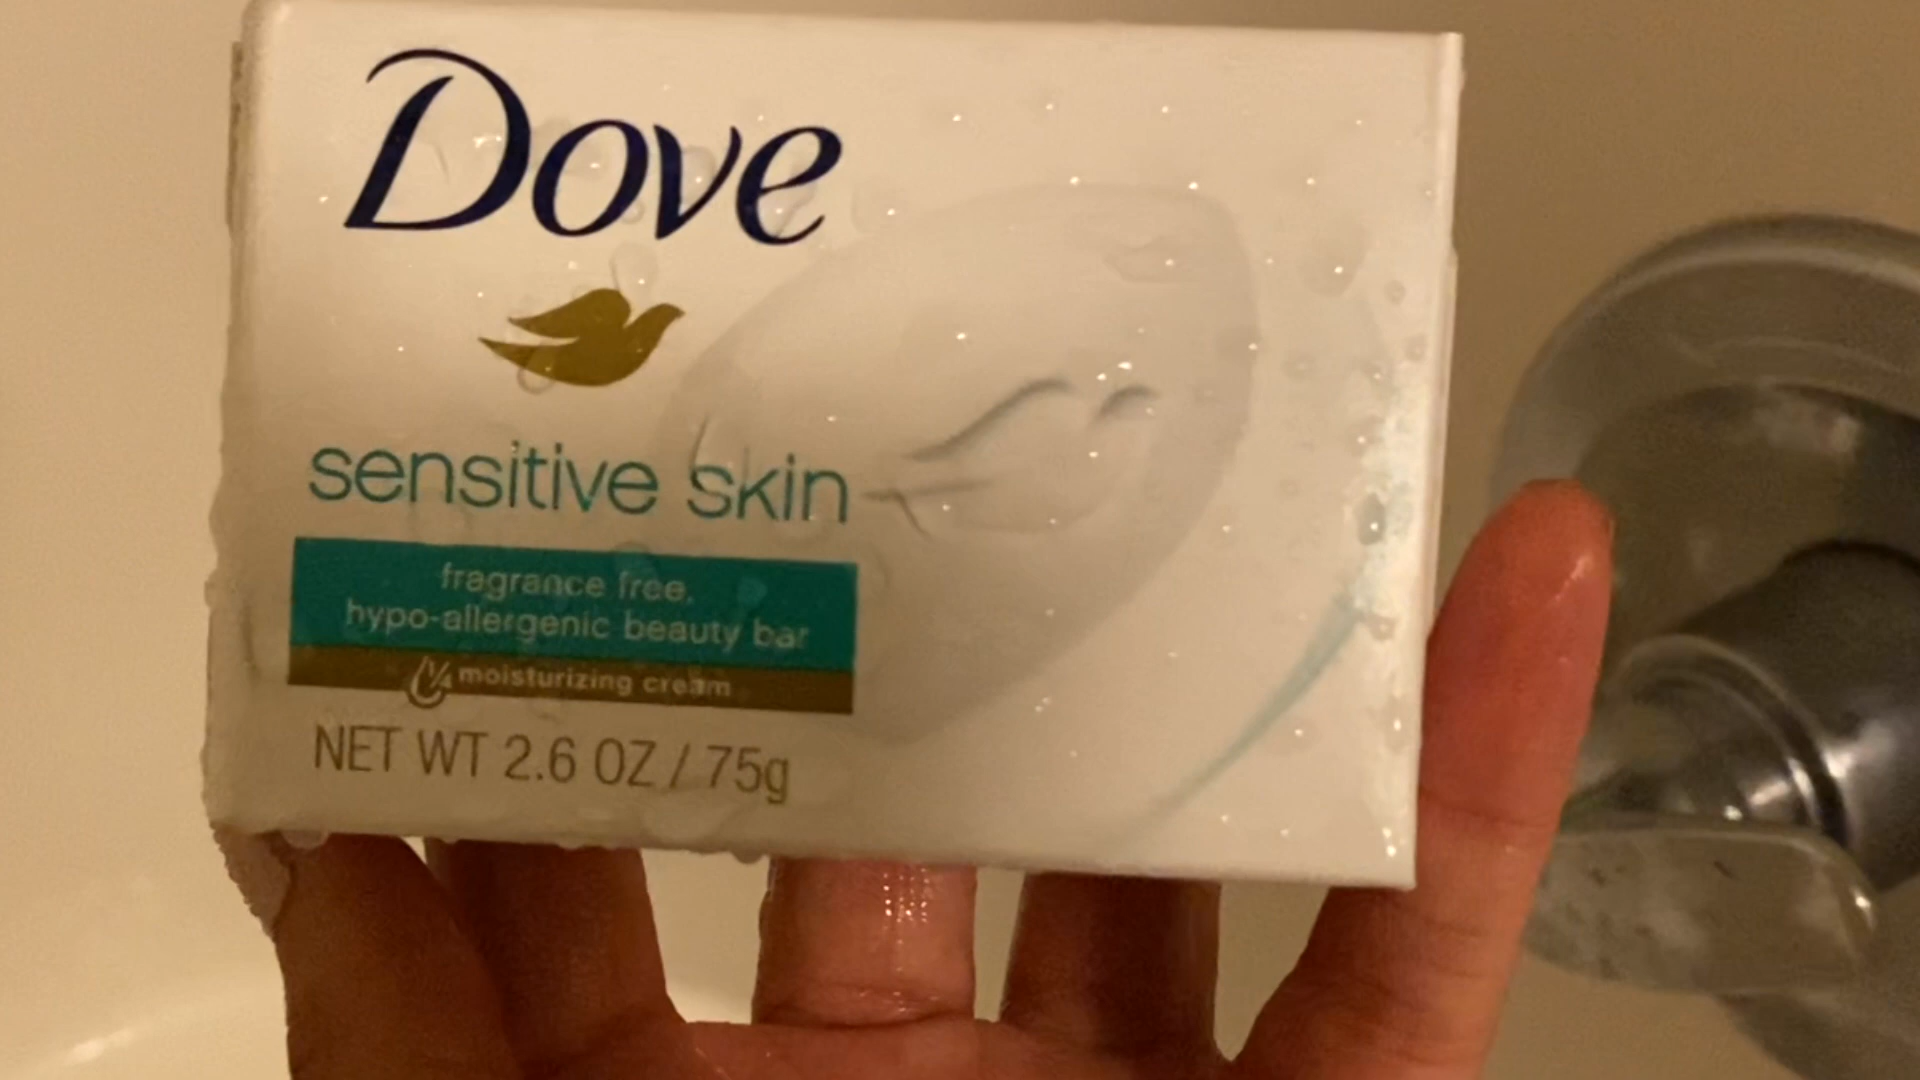 Dove
sensitive skin
fragrance free,
hypo-allergenic beauty bar
¼ moisturizing cream
NET WT 2.6 OZ / 75g